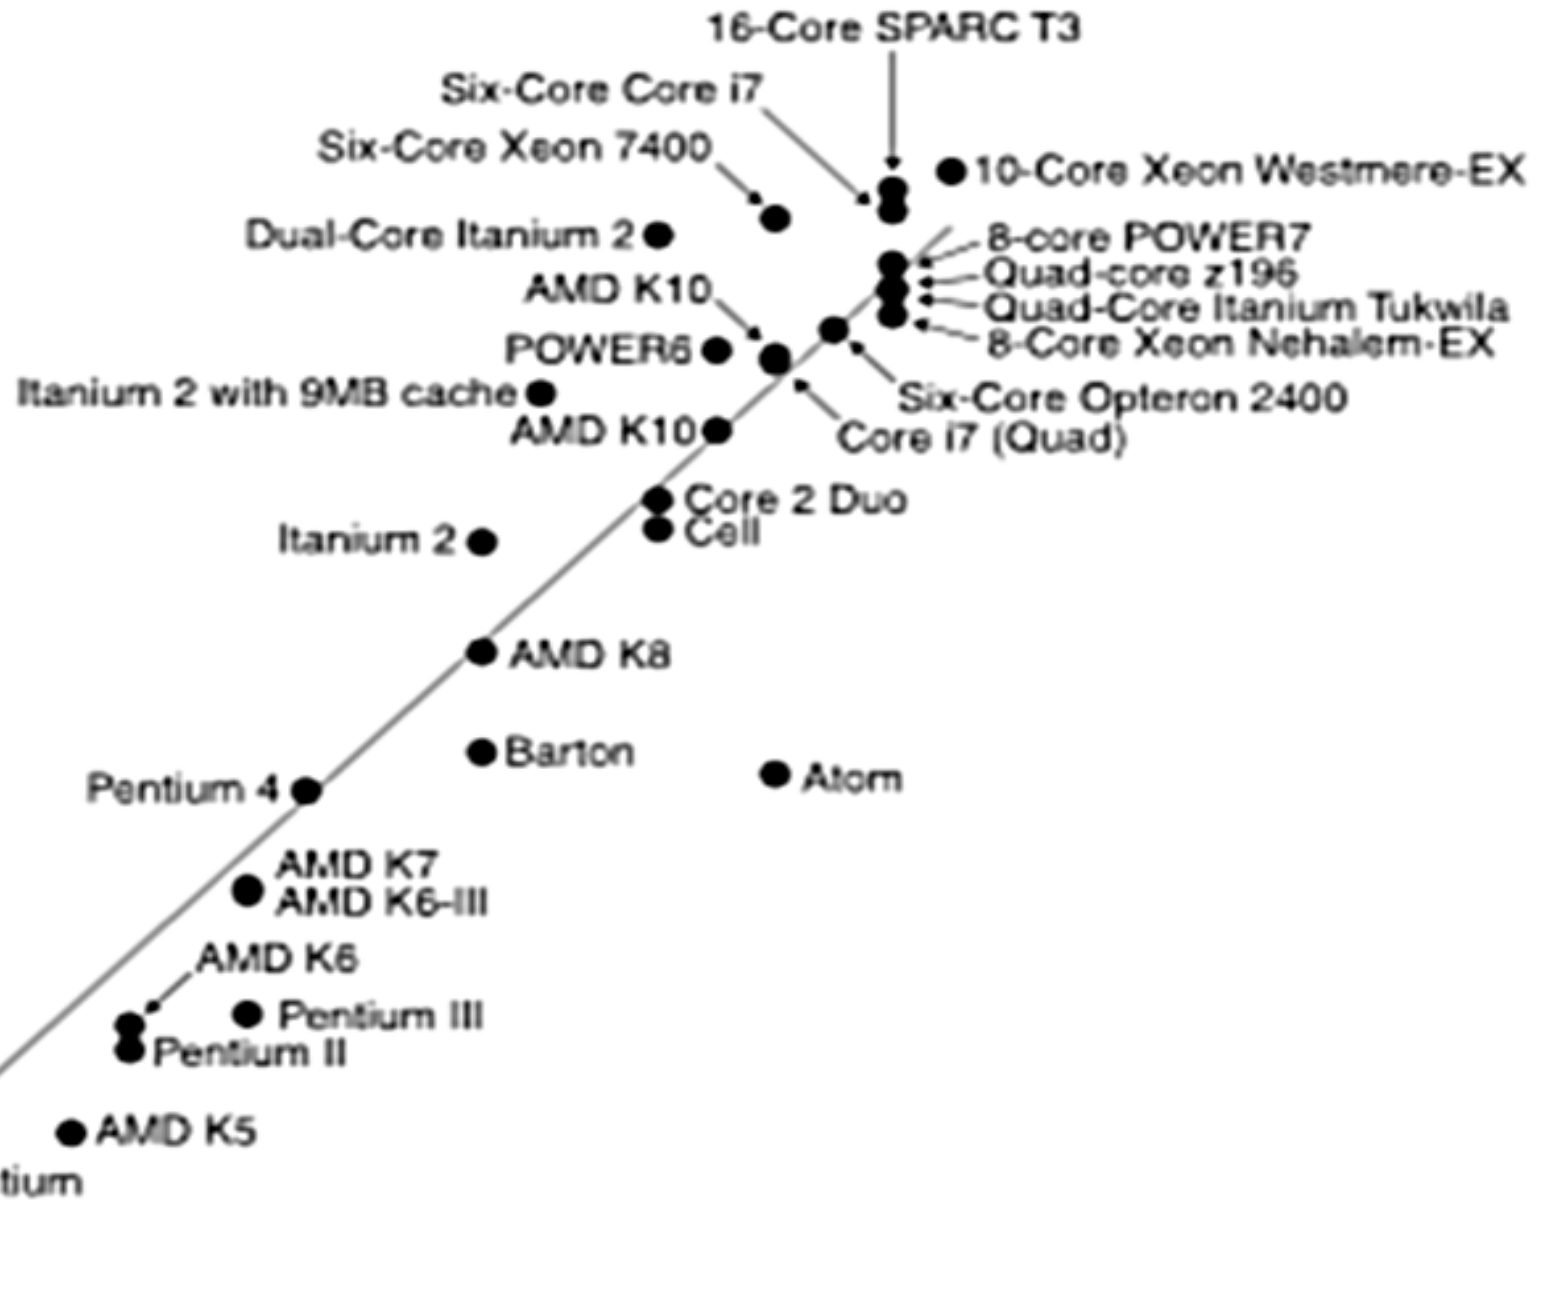 16-Core SPARC T3
Six-Core Core i7
Six-Core Xeon 7400
10-Core Xeon Westmere-EX
Dual-Core Itanium 2
8-core POWER7
Quad-core z196
AMD K10
Quad-Core Itanium Tukwila
POWER6
8-Core Xeon Nehalem-EX
Itanium 2 with 9MB cache
Six-Core Opteron 2400
AMD K10
Core i7 (Quad)
Core 2 Duo
Cell
Itanium 2
AMD K8
Barton
Pentium 4
Atom
AMD K7
AMD K6-III
AMD K6
Pentium III
Pentium II
AMD K5
tium